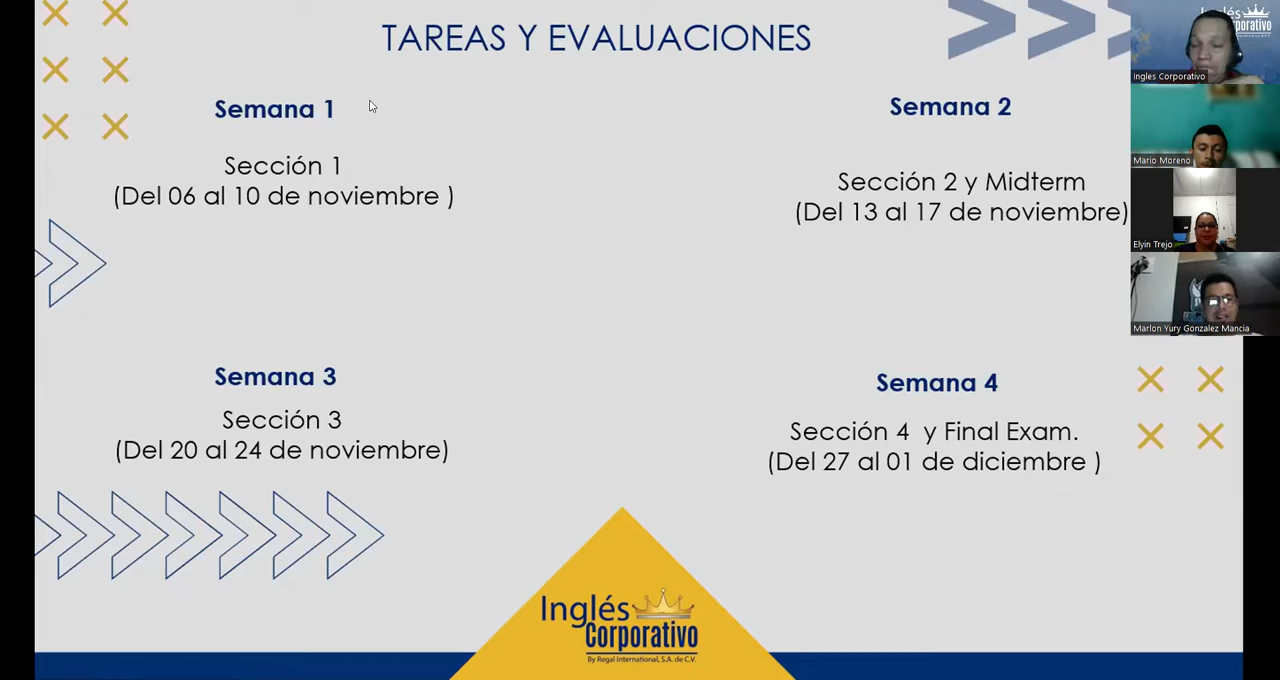 TAREAS Y EVALUACIONES
Semana 1
Sección 1
(Del 06 al 10 de noviembre )
Semana 2
Sección 2 y Midterm
(Del 13 al 17 de noviembre)
Semana 3
Sección 3
(Del 20 al 24 de noviembre)
Semana 4
Sección 4 y Final Exam.
(Del 27 al 01 de diciembre )
Inglés
Corporativo
By Regal International, S.A. de C.V.
Ingles Corporativo
Mario Moreno
Elyin Trejo
Marlon Yury Gonzalez Mancia